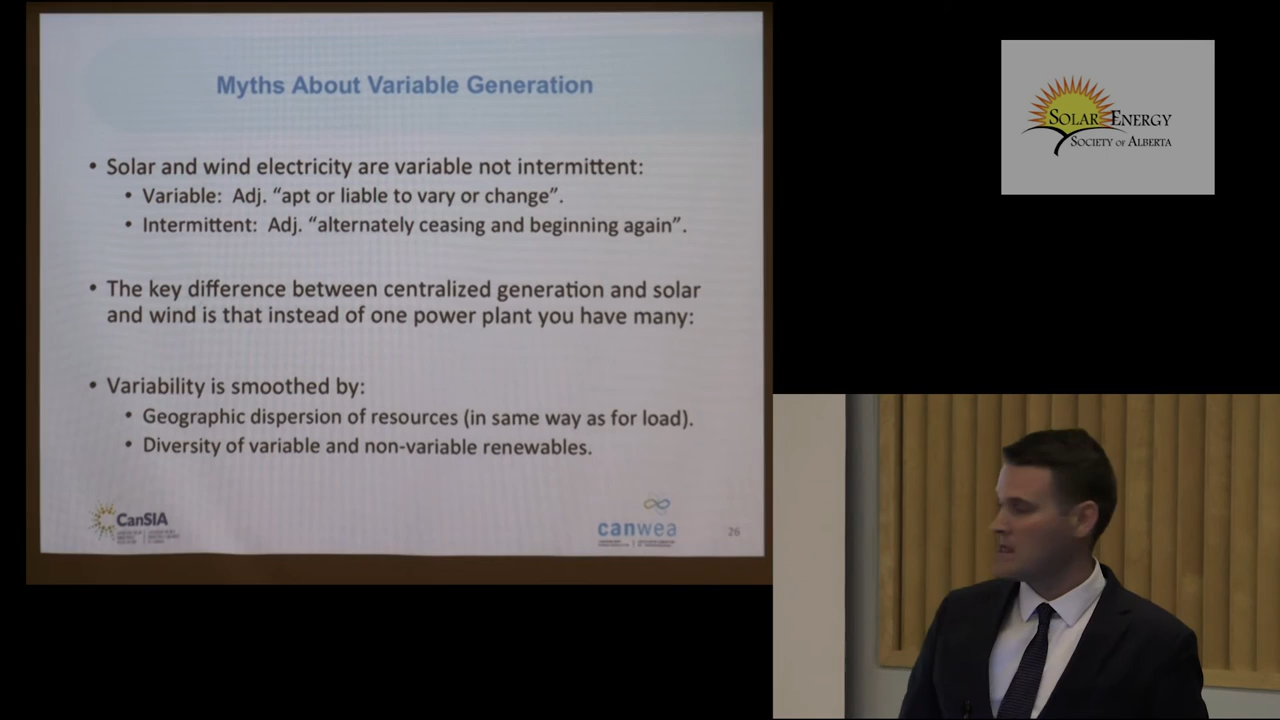 Myths About Variable Generation
• Solar and wind electricity are variable not intermittent:
• Variable: Adj. “apt or liable to vary or change”.
• Intermittent: Adj. “alternately ceasing and beginning again”.
• The key difference between centralized generation and solar
and wind is that instead of one power plant you have many:
• Variability is smoothed by:
• Geographic dispersion of resources (in same way as for load).
• Diversity of variable and non-variable renewables.
CanSIA
canwea
26
SOLAR ENERGY
SOCIETY OF ALBERTA